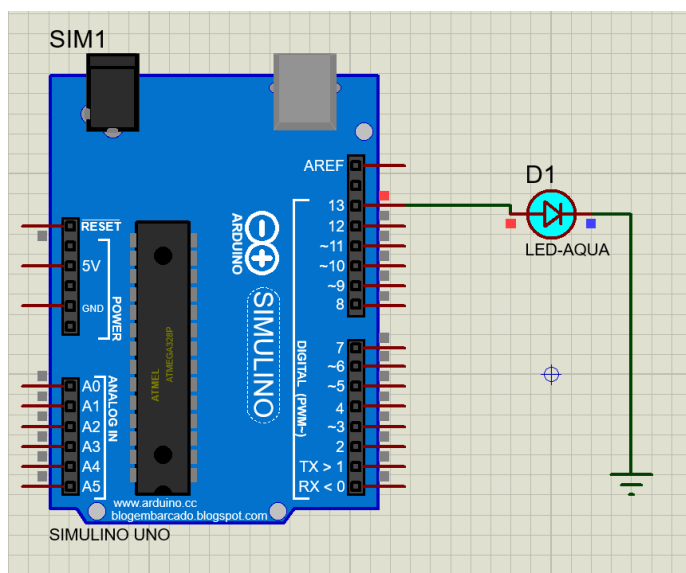 SIM1
AREF
13
12
~11
~10
~9
8
7
~6
~5
4
~3
2
TX > 1
RX < 0
RESET
5V
GND
POWER
A0
A1
A2
A3
A4
A5
ANALOG IN
ATMEL
ATMEGA328P
ARDUINO
SIMULINO
DIGITAL (PWM~)
www.arduino.cc
blogembarcado.blogspot.com
SIMULINO UNO
D1
LED-AQUA